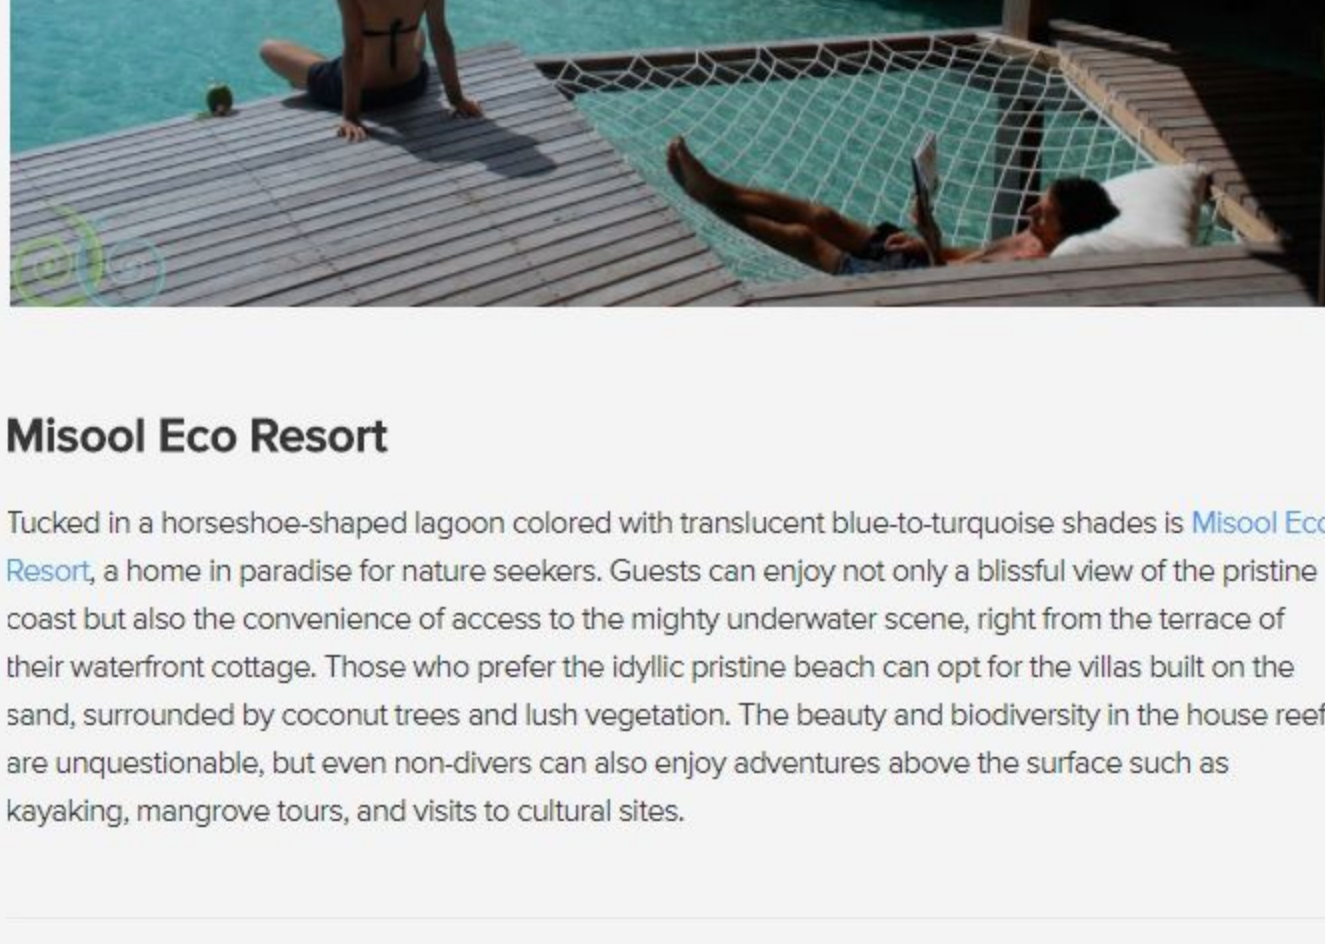 Misool Eco Resort
Tucked in a horseshoe-shaped lagoon colored with translucent blue-to-turquoise shades is Misool Eco
Resort, a home in paradise for nature seekers. Guests can enjoy not only a blissful view of the pristine
coast but also the convenience of access to the mighty underwater scene, right from the terrace of
their waterfront cottage. Those who prefer the idyllic pristine beach can opt for the villas built on the
sand, surrounded by coconut trees and lush vegetation. The beauty and biodiversity in the house reef
are unquestionable, but even non-divers can also enjoy adventures above the surface such as
kayaking, mangrove tours, and visits to cultural sites.